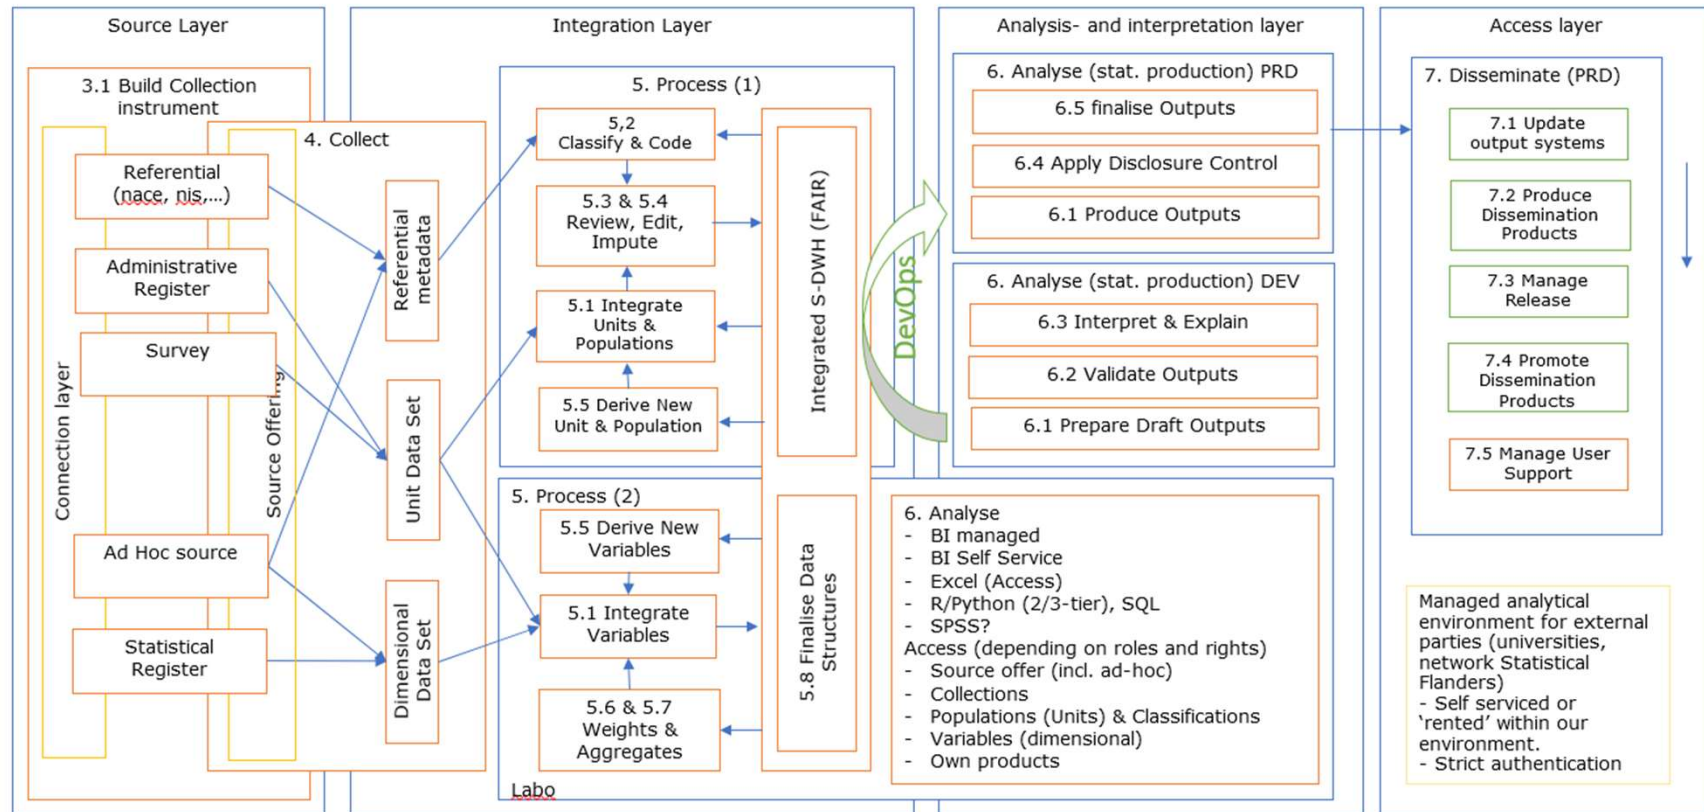 Source Layer
3.1 Build Collection
instrument
Connection layer
Source Offering
Referential
(nace, nis,...)
Administrative
Register
Survey
Ad Hoc source
Statistical
Register
4. Collect
Referential
metadata
Unit Data Set
Dimensional
Data Set
Integration Layer
5. Process (1)
5,2
Classify & Code
5.3 & 5.4
Review, Edit,
Impute
5.1 Integrate
Units &
Populations
5.5 Derive New
Unit & Population
Integrated S-DWH (FAIR)
5. Process (2)
5.5 Derive New
Variables
5.1 Integrate
Variables
5.6 & 5.7
Weights &
Aggregates
5.8 Finalise Data
Structures
Labo
DevOps
Analysis- and interpretation layer
6. Analyse (stat. production) PRD
6.5 finalise Outputs
6.4 Apply Disclosure Control
6.1 Produce Outputs
6. Analyse (stat. production) DEV
6.3 Interpret & Explain
6.2 Validate Outputs
6.1 Prepare Draft Outputs
6. Analyse
- BI managed
- BI Self Service
- Excel (Access)
- R/Python (2/3-tier), SQL
- SPSS?
Access (depending on roles and rights)
- Source offer (incl. ad-hoc)
- Collections
- Populations (Units) & Classifications
- Variables (dimensional)
- Own products
Access layer
7. Disseminate (PRD)
7.1 Update
output systems
7.2 Produce
Dissemination
Products
7.3 Manage
Release
7.4 Promote
Dissemination
Products
7.5 Manage User
Support
Managed analytical
environment for external
parties (universities,
network Statistical
Flanders)
- Self serviced or
‘rented’ within our
environment.
- Strict authentication